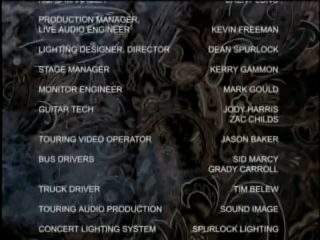 PRODUCTION MANAGER,
LIVE AUDIO ENGINEER KEVIN FREEMAN
LIGHTING DESIGNER, DIRECTOR DEAN SPURLOCK
STAGE MANAGER KERRY GAMMON
MONITOR ENGINEER MARK GOULD
GUITAR TECH JODY HARRIS
ZAC CHILDS
TOURING VIDEO OPERATOR JASON BAKER
BUS DRIVERS SID MARCY
GRADY CARROLL
TRUCK DRIVER TIM BELEW
TOURING AUDIO PRODUCTION SOUND IMAGE
CONCERT LIGHTING SYSTEM SPURLOCK LIGHTING